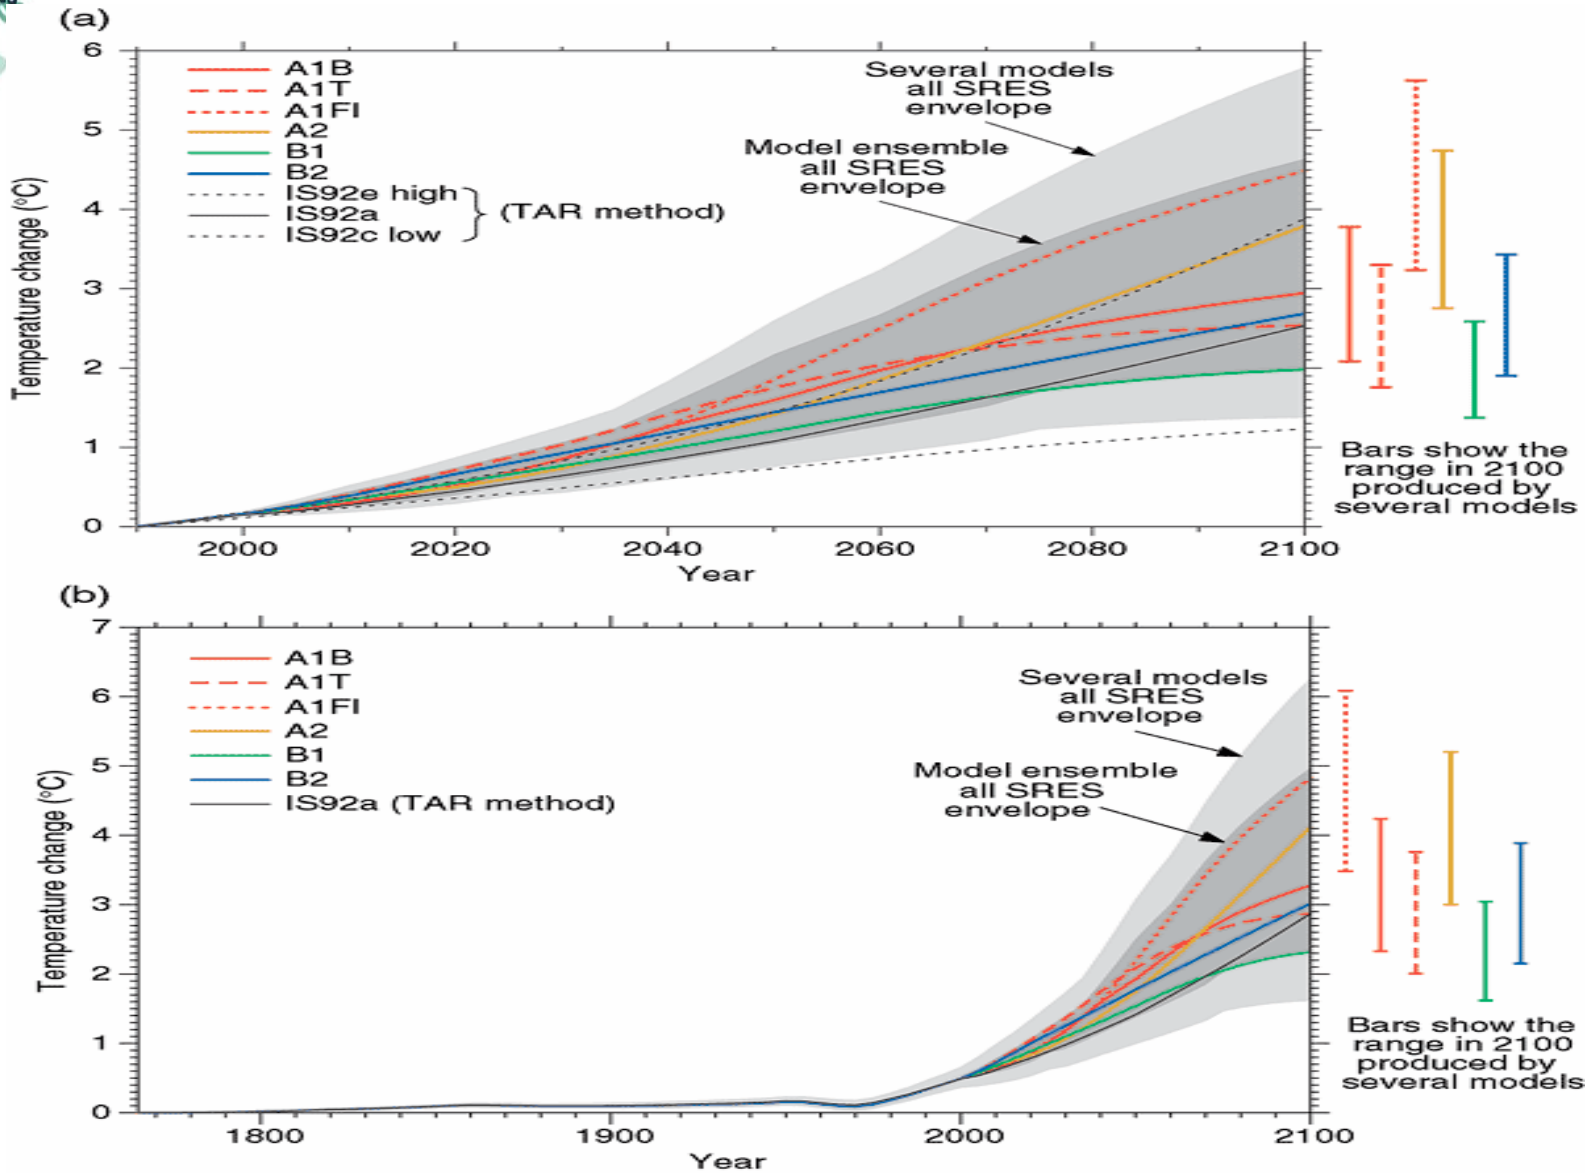 (a)
6
5
4
3
2
1
0
Temperature change (°C)
A1B
A1T
A1FI
A2
B1
B2
IS92e high
IS92a
IS92c low
(TAR method)
Several models
all SRES
envelope
Model ensemble
all SRES
envelope
2000 2020 2040 2060 2080 2100
Year
Bars show the
range in 2100
produced by
several models
(b)
7
6
5
4
3
2
1
0
Temperature change (°C)
A1B
A1T
A1FI
A2
B1
B2
IS92a (TAR method)
Several models
all SRES
envelope
Model ensemble
all SRES
envelope
1800 1900 2000 2100
Year
Bars show the
range in 2100
produced by
several models